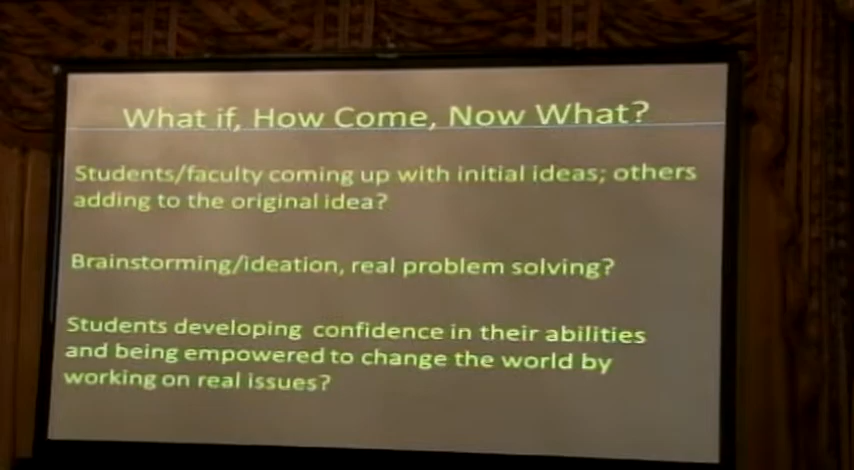 What if, How Come, Now What?
Students/faculty coming up with initial ideas; others
adding to the original idea?
Brainstorming/ideation, real problem solving?
Students developing confidence in their abilities
and being empowered to change the world by
working on real issues?